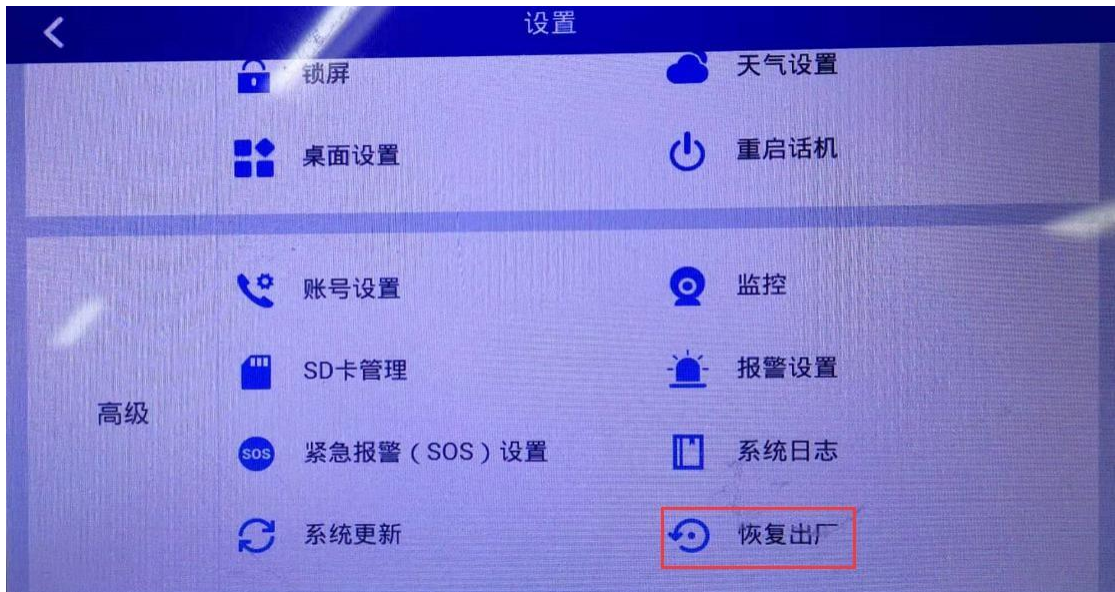 设置
锁屏
天气设置
桌面设置
重启话机
账号设置
监控
SD卡管理
报警设置
高级
SOS
紧急报警（SOS）设置
系统日志
系统更新
恢复出厂